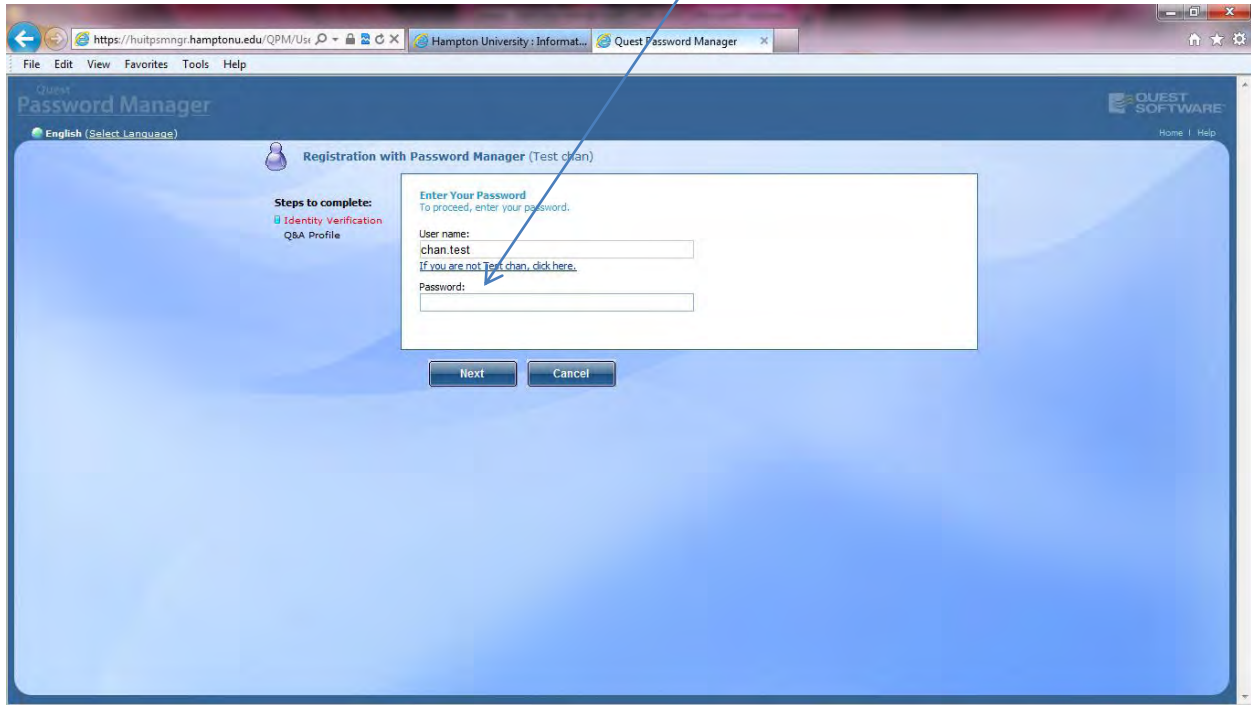 https://huitpsmngr.hamptonu.edu/QPM/Use
Hampton University : Informat...
Quest Password Manager
File Edit View Favorites Tools Help
Quest
Password Manager
QUEST
SOFTWARE
English (Select Language)
Home | Help
Registration with Password Manager (Test chan)
Steps to complete:
Identity Verification
Q&A Profile
Enter Your Password
To proceed, enter your password.
User name:
chan.test
If you are not Test chan, click here.
Password:
Next
Cancel